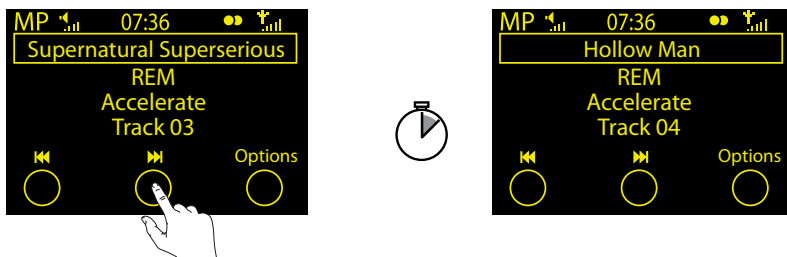 MP 07:36
Supernatural Superserious
REM
Accelerate
Track 03
Options
MP 07:36
Hollow Man
REM
Accelerate
Track 04
Options